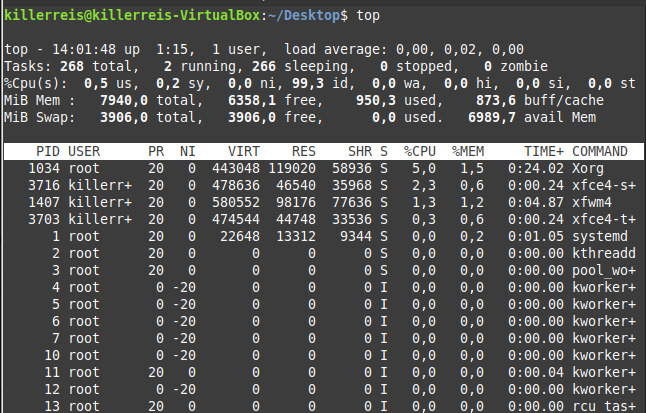 killerreis@killerreis-VirtualBox:~/Desktop$ top
top - 14:01:48 up  1:15,  1 user,  load average: 0,00, 0,02, 0,00
Tasks: 268 total,   2 running, 266 sleeping,   0 stopped,   0 zombie
%Cpu(s):  0,5 us,  0,2 sy,  0,0 ni, 99,3 id,  0,0 wa,  0,0 hi,  0,0 si,  0,0 st
MiB Mem :   7940,0 total,   6358,1 free,    950,3 used,    873,6 buff/cache
MiB Swap:   3906,0 total,   3906,0 free,      0,0 used.   6989,7 avail Mem
PID USER      PR  NI    VIRT    RES    SHR S  %CPU  %MEM     TIME+ COMMAND
1034 root      20   0  443048 119020  58936 S   5,0   1,5   0:24.02 Xorg
3716 killerr+  20   0  478636  46540  35968 S   2,3   0,6   0:00.24 xfce4-s+
1407 killerr+  20   0  580552  98176  77636 S   1,3   1,2   0:04.87 xfwm4
3703 killerr+  20   0  474544  44748  33536 S   0,3   0,6   0:00.24 xfce4-t+
1 root      20   0   22648  13312   9344 S   0,0   0,2   0:01.05 systemd
2 root      20   0       0      0      0 S   0,0   0,0   0:00.00 kthreadd
3 root      20   0       0      0      0 S   0,0   0,0   0:00.00 pool_wo+
4 root       0 -20       0      0      0 I   0,0   0,0   0:00.00 kworker+
5 root       0 -20       0      0      0 I   0,0   0,0   0:00.00 kworker+
6 root       0 -20       0      0      0 I   0,0   0,0   0:00.00 kworker+
7 root       0 -20       0      0      0 I   0,0   0,0   0:00.00 kworker+
10 root       0 -20       0      0      0 I   0,0   0,0   0:00.00 kworker+
11 root      20   0       0      0      0 I   0,0   0,0   0:00.04 kworker+
12 root       0 -20       0      0      0 I   0,0   0,0   0:00.00 kworker+
13 root      20   0       0      0      0 I   0,0   0,0   0:00.00 rcu_tas+